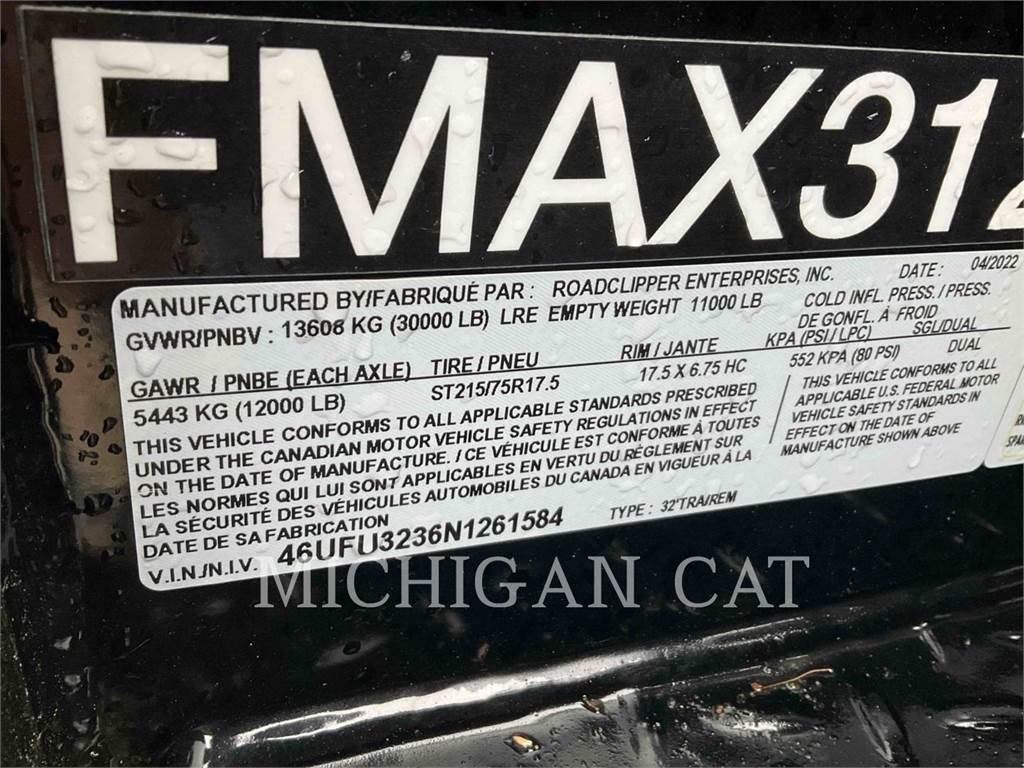 FMAX312
MANUFACTURED BY/FABRIQUÉ PAR : ROADCLIPPER ENTERPRISES, INC. DATE : 04/2022
GVWR/PNBV : 13608 KG (30000 LB) LRE EMPTY WEIGHT 11000 LB COLD INFL. PRESS./PRESS.
DE GONFL. À FROID
GAWR / PNBE (EACH AXLE) TIRE / PNEU RIM / JANTE KPA (PSI / LPC) SGL/DUAL
5443 KG (12000 LB) ST215/75R17.5 17.5 X 6.75 HC 552 KPA (80 PSI) DUAL
THIS VEHICLE CONFORMS TO ALL APPLICABLE STANDARDS PRESCRIBED
UNDER THE CANADIAN MOTOR VEHICLE SAFETY REGULATIONS IN EFFECT
ON THE DATE OF MANUFACTURE. / CE VÉHICULE EST CONFORME À TOUTES
LES NORMES QUI LUI SONT APPLICABLES EN VERTU DU RÈGLEMENT SUR
LA SÉCURITÉ DES VÉHICULES AUTOMOBILES DU CANADA EN VIGUEUR À LA
DATE DE SA FABRICATION
THIS VEHICLE CONFORMS TO ALL
APPLICABLE U.S. FEDERAL MOTOR
VEHICLE SAFETY STANDARDS IN
EFFECT ON THE DATE OF
MANUFACTURE SHOWN ABOVE
V.I.N./N.I.V. 46UFU3236N1261584 TYPE : 32'TRA/REM
MICHIGAN CAT